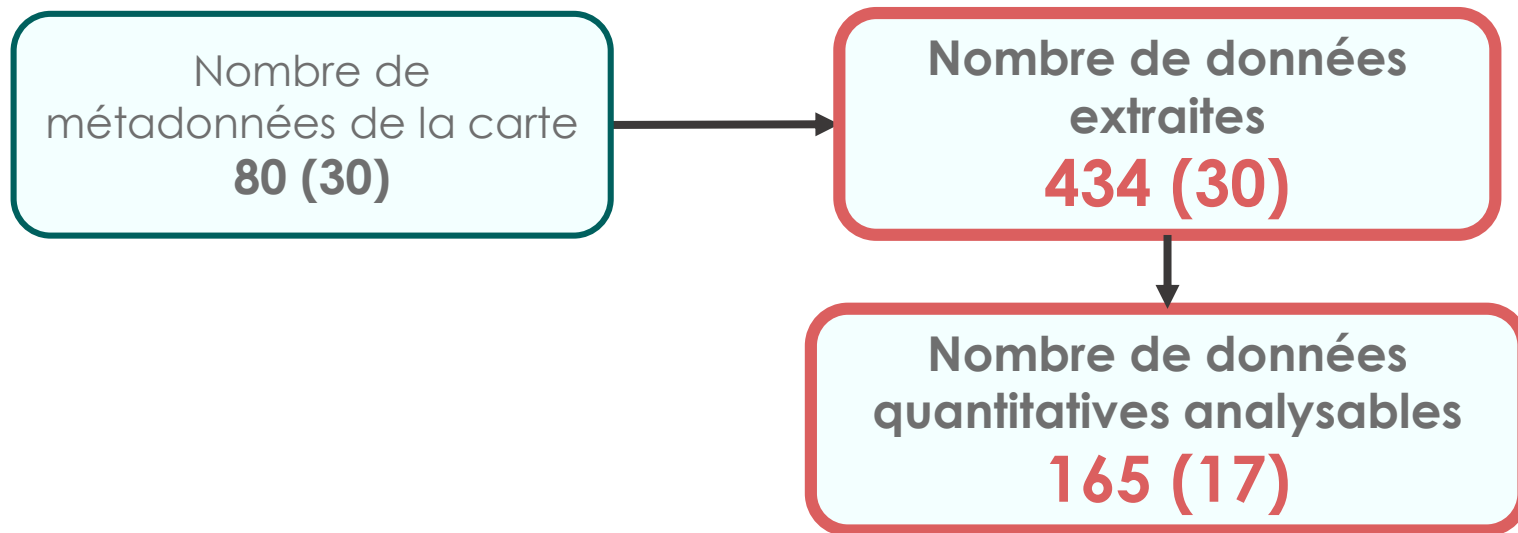 Nombre de
métadonnées de la carte
80 (30)
Nombre de données
extraites
434 (30)
Nombre de données
quantitatives analysables
165 (17)